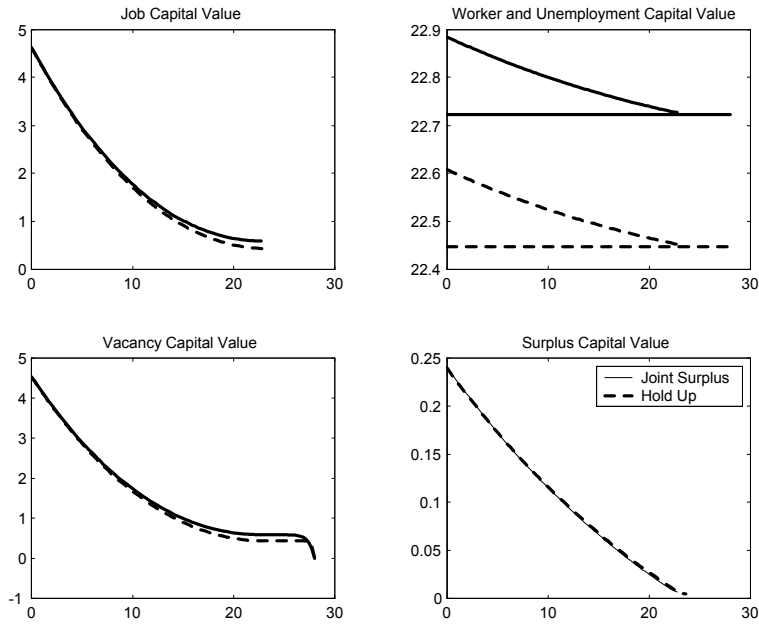 Job Capital Value
5
4
3
2
1
0
0 10 20 30
Worker and Unemployment Capital Value
22.9
22.8
22.7
22.6
22.5
22.4
0 10 20 30
Vacancy Capital Value
5
4
3
2
1
0
-1
0 10 20 30
Surplus Capital Value
0.25
0.2
0.15
0.1
0.05
0
0 10 20 30
Joint Surplus
Hold Up